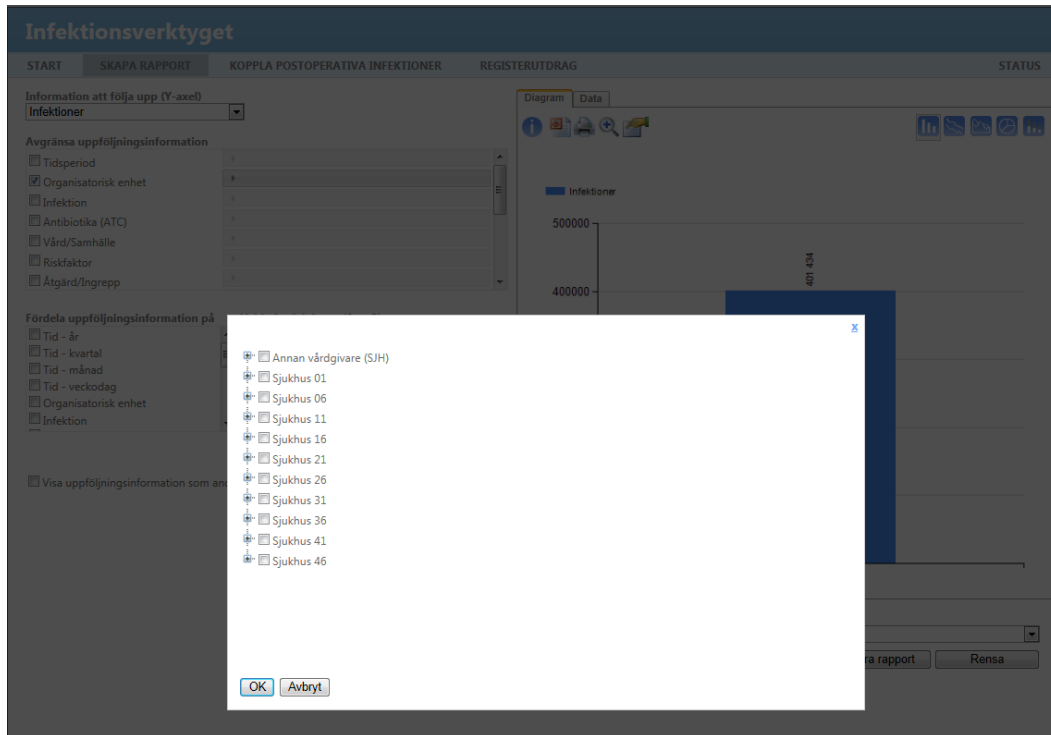 Infektionsverktyget
START SKAPA RAPPORT KOPPLA POSTOPERATIVA INFEKTIONER REGISTERUTDRAG STATUS
Information att följa upp (Y-axel)
Infektioner
Avgränsa uppföljningsinformation
Tidsperiod
Organisatorisk enhet
Infektion
Antibiotika (ATC)
Vård/Samhälle
Riskfaktor
Åtgärd/Ingrepp
Fördela uppföljningsinformation på
Tid - år
Tid - kvartal
Tid - månad
Tid - veckodag
Organisatorisk enhet
Infektion
Visa uppföljningsinformation som
Diagram Data
Infektioner
500000
401 434
400000
x
Annan vårdgivare (SJH)
Sjukhus 01
Sjukhus 06
Sjukhus 11
Sjukhus 16
Sjukhus 21
Sjukhus 26
Sjukhus 31
Sjukhus 36
Sjukhus 41
Sjukhus 46
OK Avbryt
rapport Rensa